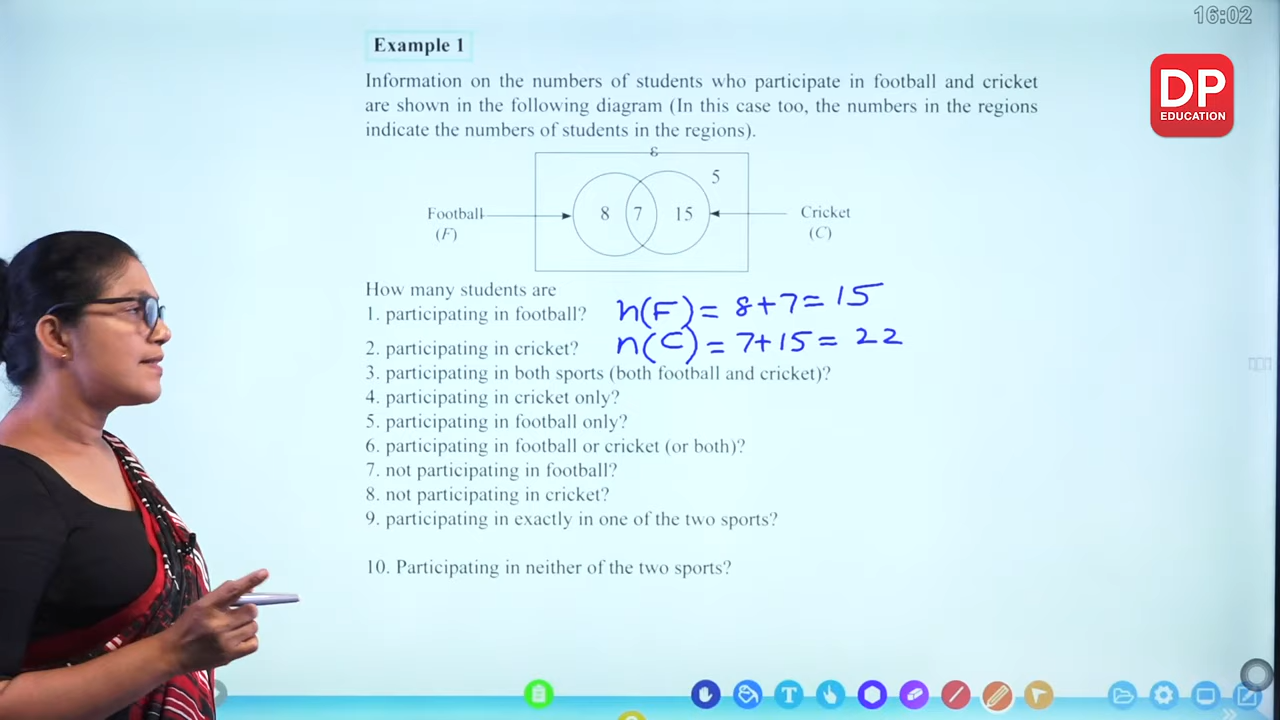 16:02
DP
EDUCATION
Example 1
Information on the numbers of students who participate in football and cricket
are shown in the following diagram (In this case too, the numbers in the regions
indicate the numbers of students in the regions).
ε
5
Football
(F)
8
7
15
Cricket
(C)
How many students are
1. participating in football? n(F) = 8+7= 15
2. participating in cricket? n(C) = 7+15 = 22
3. participating in both sports (both football and cricket)?
4. participating in cricket only?
5. participating in football only?
6. participating in football or cricket (or both)?
7. not participating in football?
8. not participating in cricket?
9. participating in exactly in one of the two sports?
10. Participating in neither of the two sports?
T